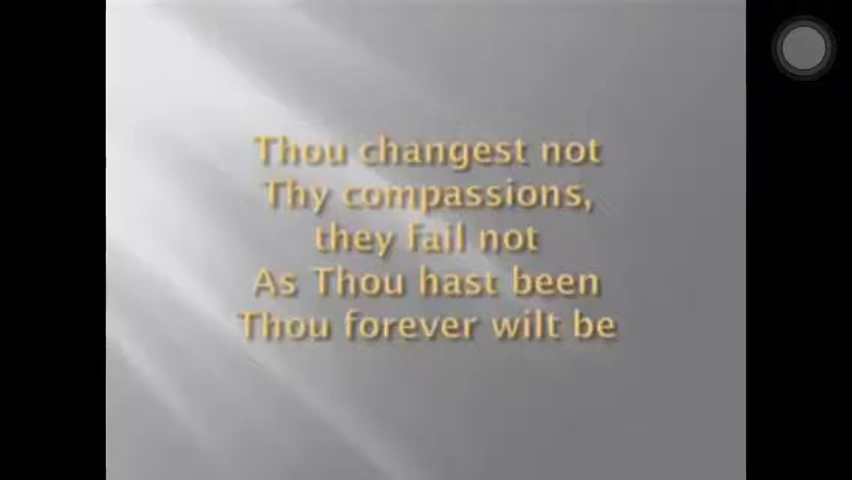 Thou changest not
Thy compassions,
they fail not
As Thou hast been
Thou forever wilt be